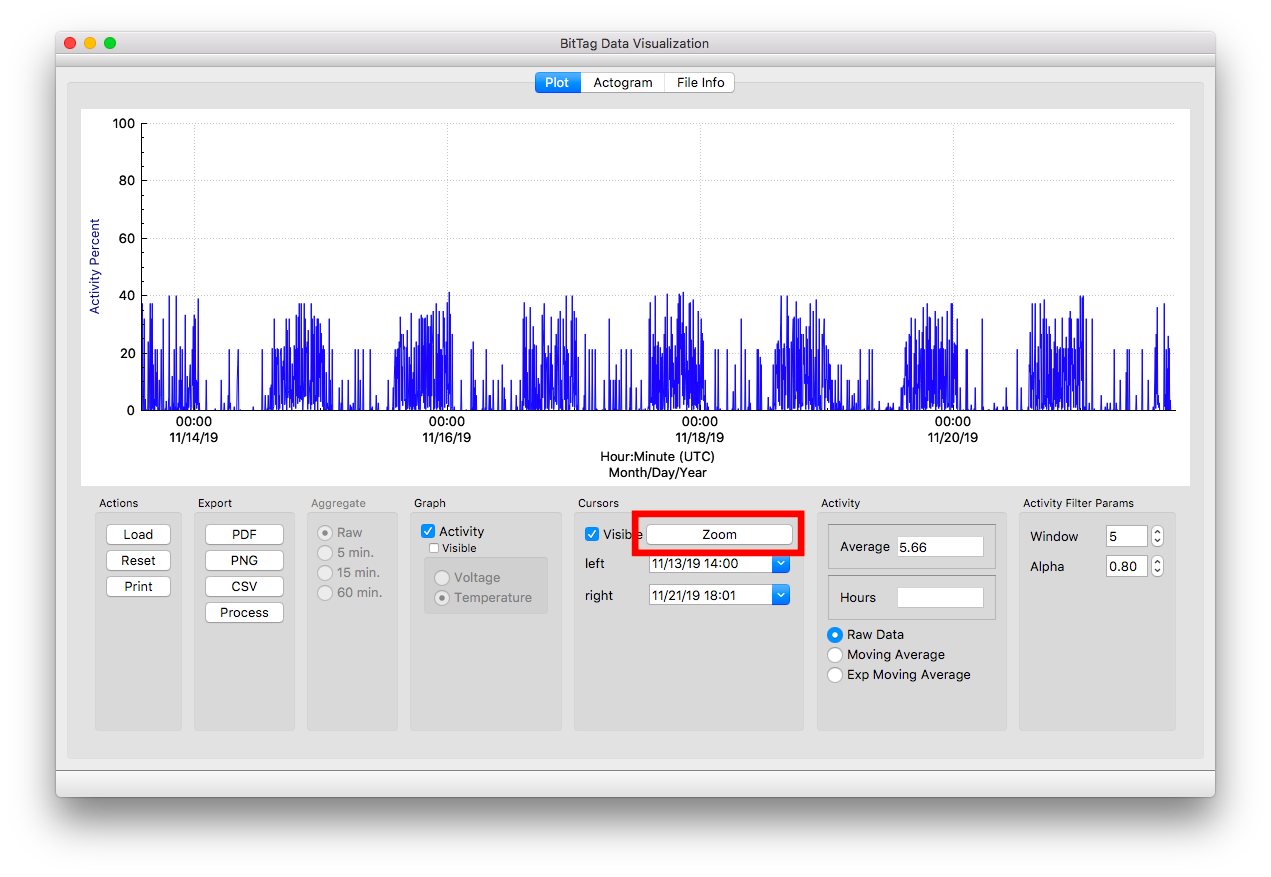 BitTag Data Visualization
Plot Actogram File Info
100
80
60
40
20
0
Activity Percent
00:00 00:00 00:00 00:00
11/14/19 11/16/19 11/18/19 11/20/19
Hour:Minute (UTC)
Month/Day/Year
Actions
Load
Reset
Print
Export
PDF
PNG
CSV
Process
Aggregate
Raw
5 min.
15 min.
60 min.
Graph
Activity
Visible
Voltage
Temperature
Cursors
Visible Zoom
left 11/13/19 14:00
right 11/21/19 18:01
Activity
Average 5.66
Hours
Raw Data
Moving Average
Exp Moving Average
Activity Filter Params
Window 5
Alpha 0.80